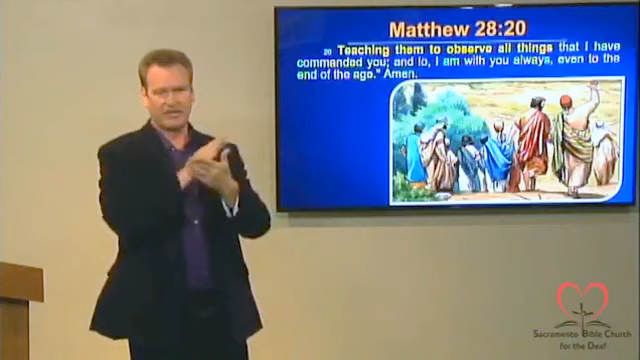 Matthew 28:20
20 Teaching them to observe all things that I have
commanded you; and lo, I am with you always, even to the
end of the age." Amen.
Sacramento Bible Church
for the Deaf